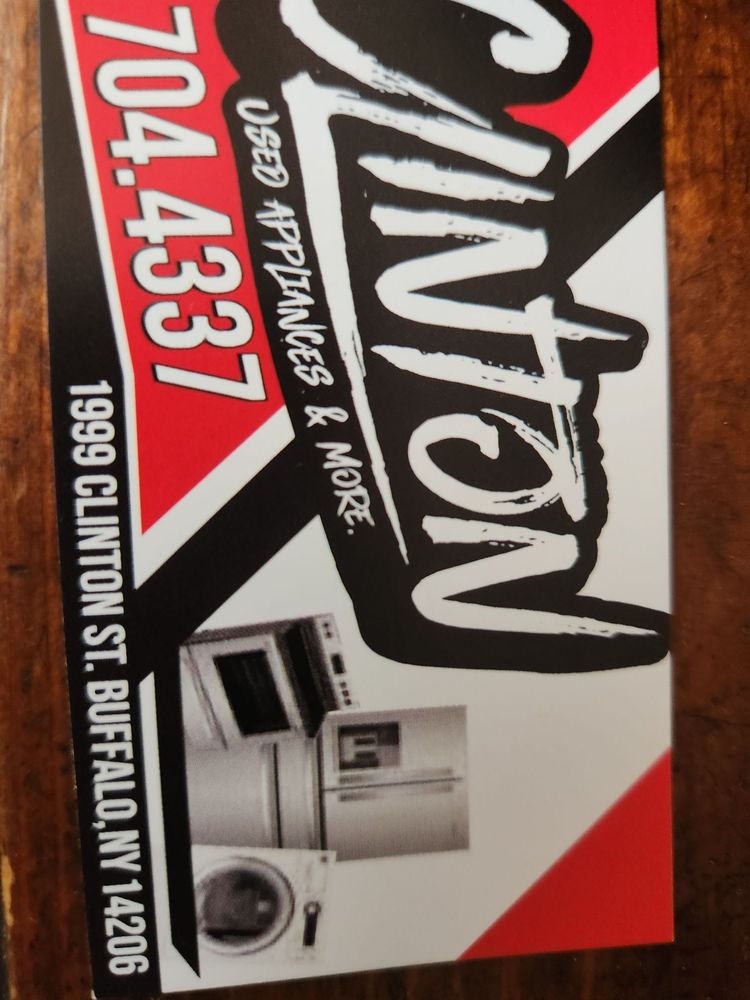 CLINTON
USED APPLIANCES & MORE.
704.4337
1999 CLINTON ST. BUFFALO, NY 14206